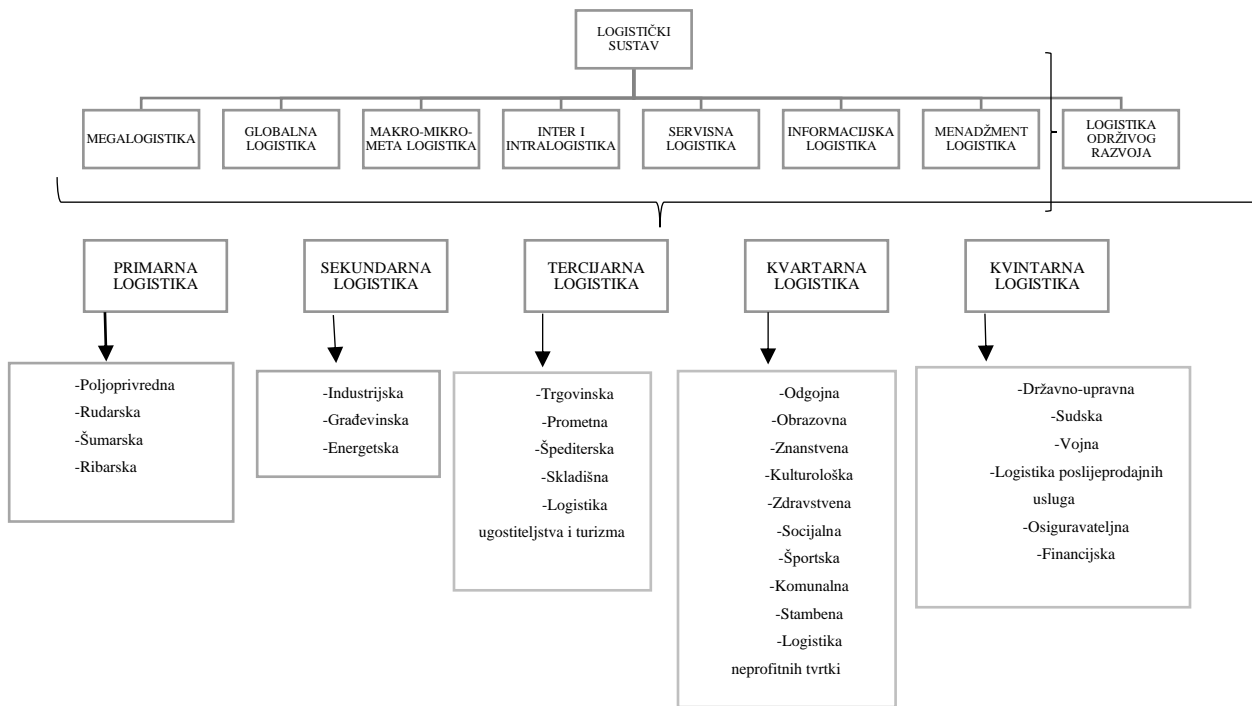 LOGISTIČKI
SUSTAV
MEGALOGISTIKA
GLOBALNA
LOGISTIKA
MAKRO-MIKRO-
META LOGISTIKA
INTER I
INTRALOGISTIKA
SERVISNA
LOGISTIKA
INFORMACIJSKA
LOGISTIKA
MENADŽMENT
LOGISTIKA
LOGISTIKA
ODRŽIVOG
RAZVOJA
PRIMARNA
LOGISTIKA
SEKUNDARNA
LOGISTIKA
TERCIJARNA
LOGISTIKA
KVARTARNA
LOGISTIKA
KVINTARNA
LOGISTIKA
-Poljoprivredna
-Rudarska
-Šumarska
-Ribarska
-Industrijska
-Građevinska
-Energetska
-Trgovinska
-Prometna
-Špediterska
-Skladišna
-Logistika
ugostiteljstva i turizma
-Odgojna
-Obrazovna
-Znanstvena
-Kulturološka
-Zdravstvena
-Socijalna
-Športska
-Komunalna
-Stambena
-Logistika
neprofitnih tvrtki
-Državno-upravna
-Sudska
-Vojna
-Logistika poslijeprodajnih
usluga
-Osiguravateljna
-Financijska